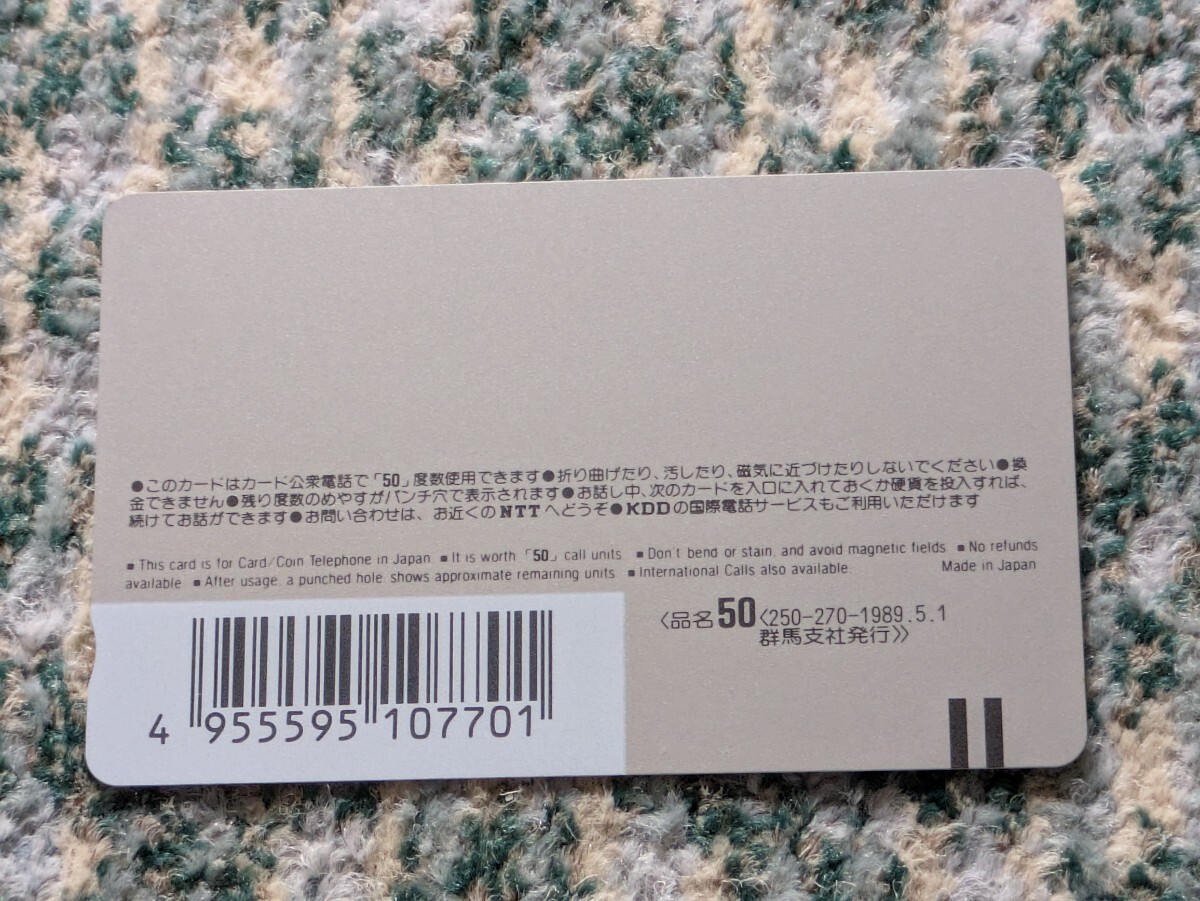 ●このカードはカード公衆電話で「50」度数使用できます●折り曲げたり、汚したり、磁気に近づけたりしないでください●換
金できません●残り度数のめやすがパンチ穴で表示されます●お話し中、次のカードを入口に入れておくか硬貨を投入すれば、
続けてお話ができます●お問い合わせは、お近くのNTTへどうぞ●KDDの国際電話サービスもご利用いただけます
■This card is for Card/Coin Telephone in Japan ■It is worth「50」call units ■Don't bend or stain, and avoid magnetic fields ■No refunds
available ■After usage, a punched hole, shows approximate remaining units ■International Calls also available. Made in Japan
〈品名50〈250-270-1989.5.1
群馬支社発行〉〉
4 955595 107701